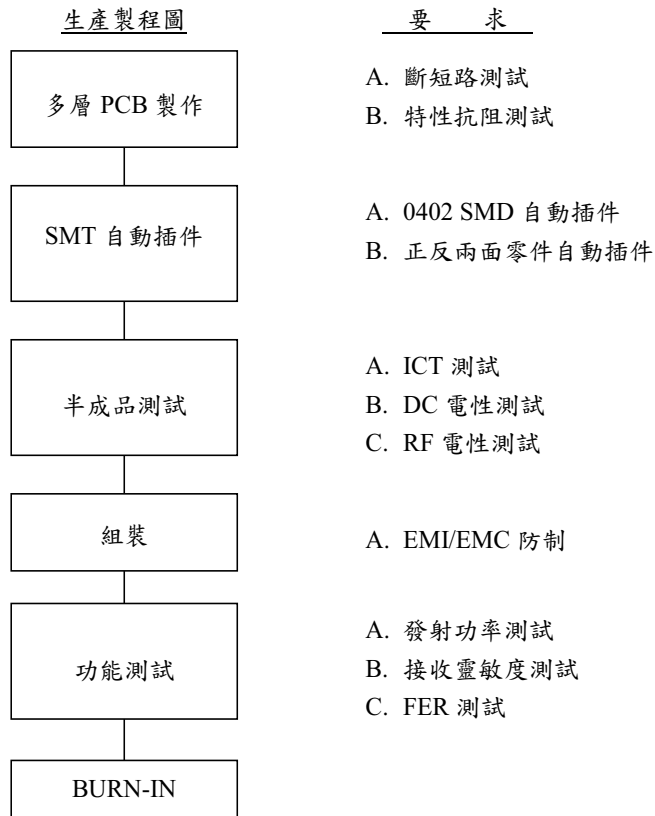 生產製程圖 要 求
多層 PCB 製作
A. 斷短路測試
B. 特性抗阻測試
SMT 自動插件
A. 0402 SMD 自動插件
B. 正反兩面零件自動插件
半成品測試
A. ICT 測試
B. DC 電性測試
C. RF 電性測試
組裝
A. EMI/EMC 防制
功能測試
A. 發射功率測試
B. 接收靈敏度測試
C. FER 測試
BURN-IN